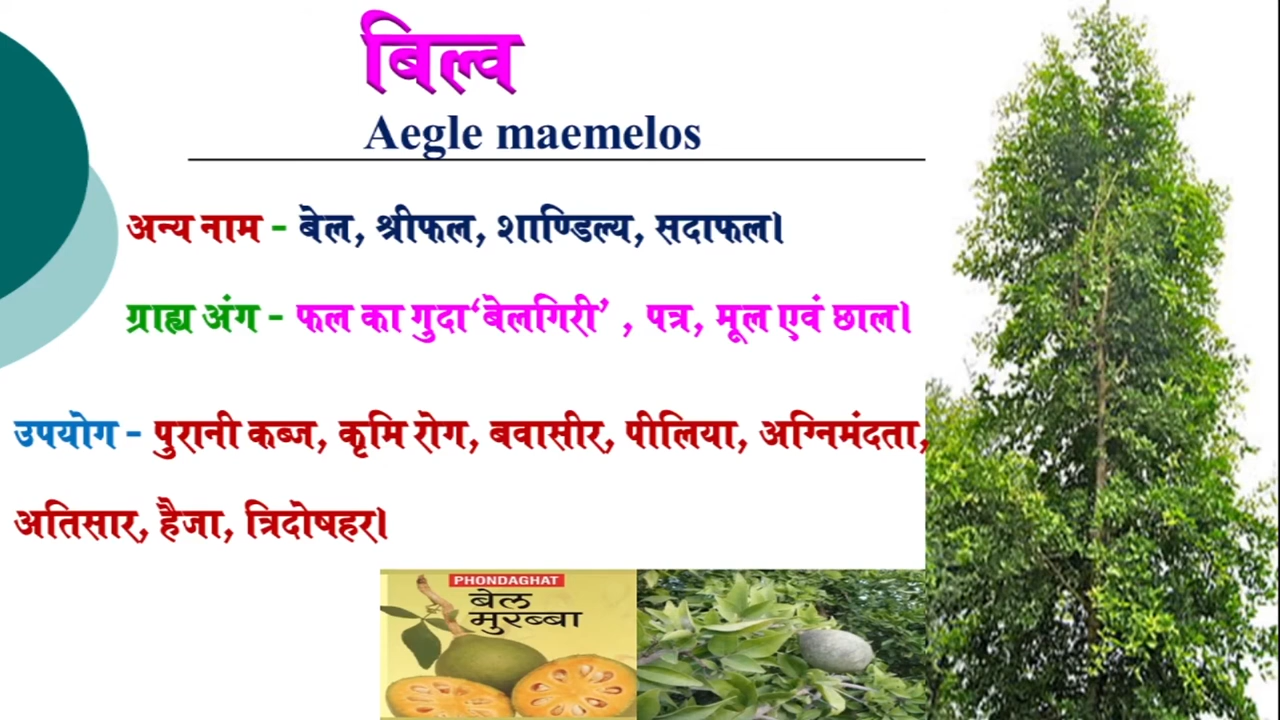 बिल्व
Aegle maemelos
अन्य नाम - बेल, श्रीफल, शाण्डिल्य, सदाफल।
ग्राह्य अंग - फल का गुदा‘बेलगिरी’ , पत्र, मूल एवं छाल।
उपयोग - पुरानी कब्ज, कृमि रोग, बवासीर, पीलिया, अग्निमंदता,
अतिसार, हैजा, त्रिदोषहर।
PHONDAGHAT
बेल
मुरब्बा